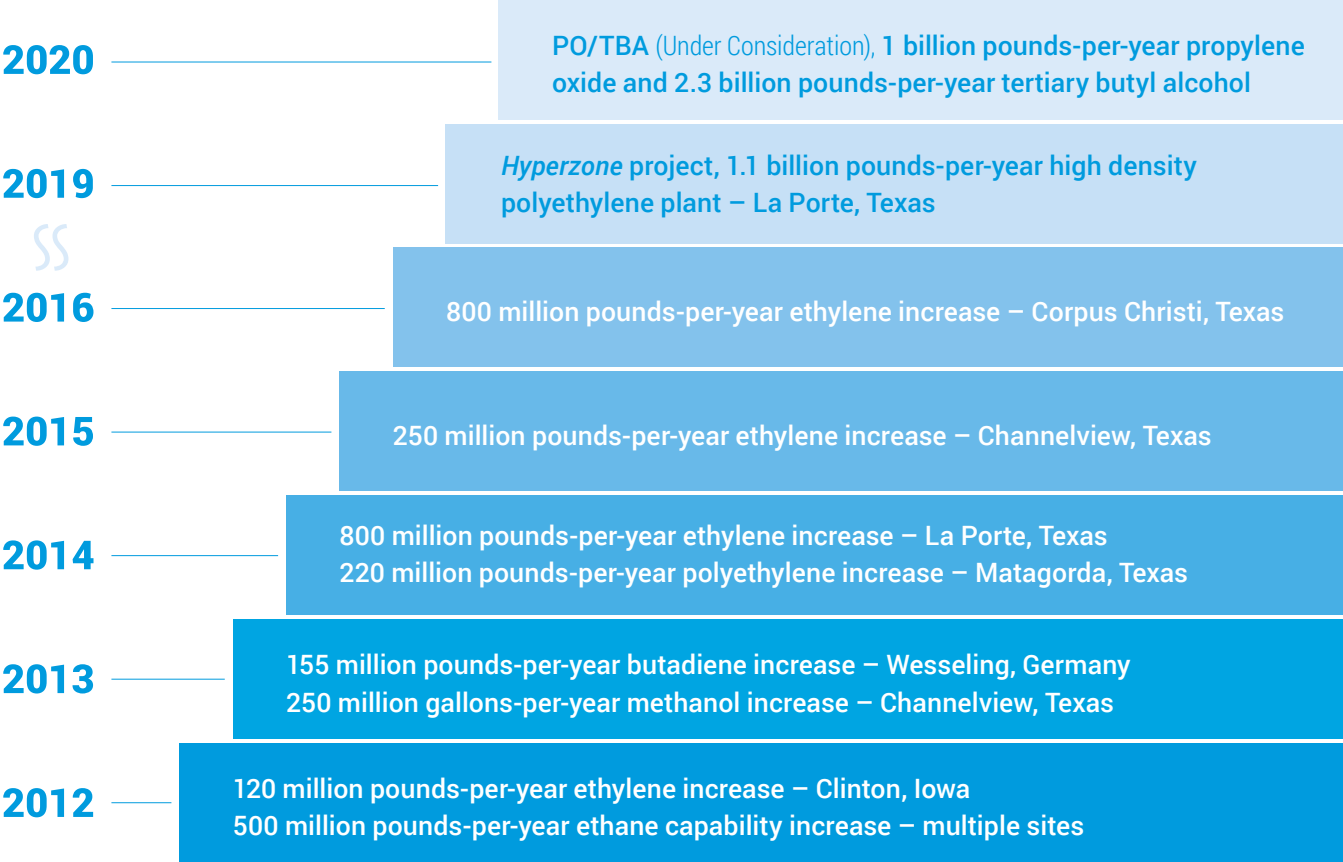 2020
PO/TBA (Under Consideration), 1 billion pounds-per-year propylene
oxide and 2.3 billion pounds-per-year tertiary butyl alcohol
2019
Hyperzone project, 1.1 billion pounds-per-year high density
polyethylene plant – La Porte, Texas
2016
800 million pounds-per-year ethylene increase – Corpus Christi, Texas
2015
250 million pounds-per-year ethylene increase – Channelview, Texas
2014
800 million pounds-per-year ethylene increase – La Porte, Texas
220 million pounds-per-year polyethylene increase – Matagorda, Texas
2013
155 million pounds-per-year butadiene increase – Wesseling, Germany
250 million gallons-per-year methanol increase – Channelview, Texas
2012
120 million pounds-per-year ethylene increase – Clinton, Iowa
500 million pounds-per-year ethane capability increase – multiple sites